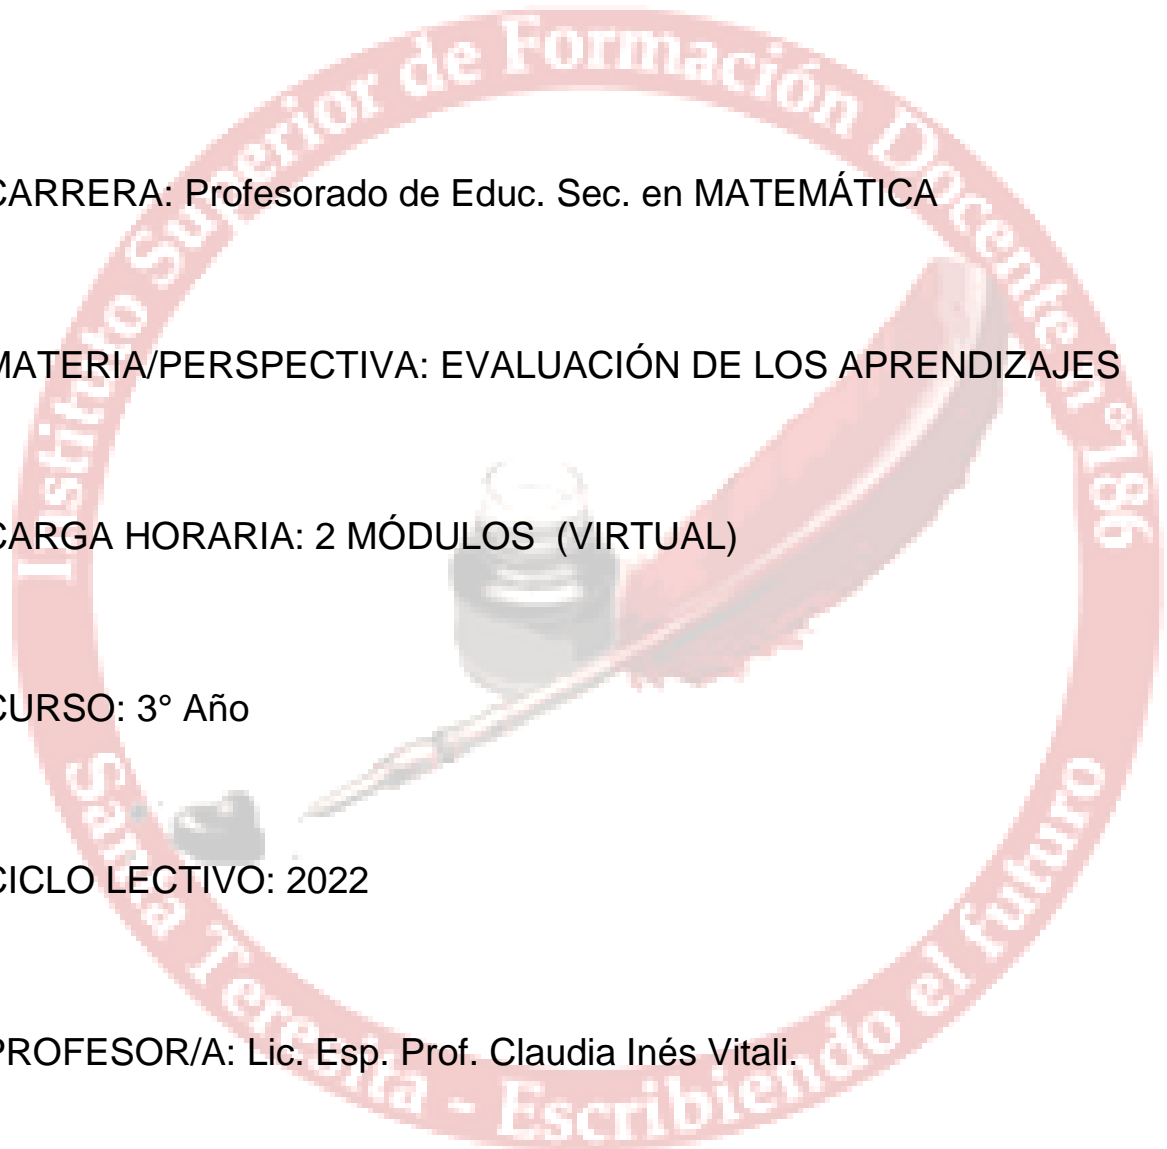 Instituto Superior de Formación Docente n°186
CARRERA: Profesorado de Educ. Sec. en MATEMÁTICA
MATERIA/PERSPECTIVA: EVALUACIÓN DE LOS APRENDIZAJES
CARGA HORARIA: 2 MÓDULOS (VIRTUAL)
CURSO: 3° Año
CICLO LECTIVO: 2022
PROFESOR/A: Lic. Esp. Prof. Claudia Inés Vitali.
Santa Teresita - Escribiendo el futuro